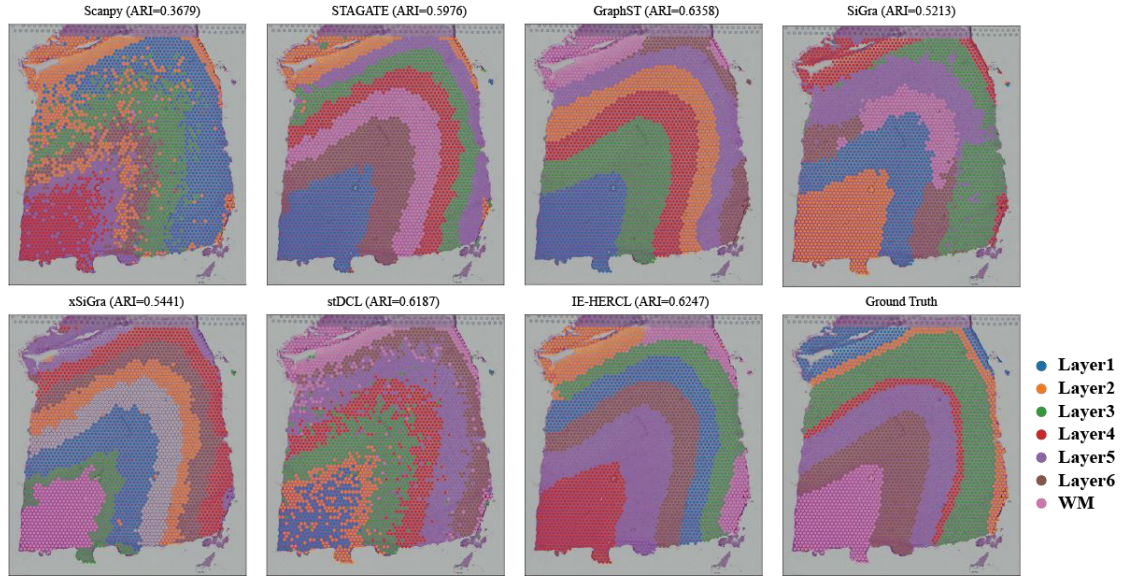 Scanpy (ARI=0.3679)
STAGATE (ARI=0.5976)
GraphST (ARI=0.6358)
SiGra (ARI=0.5213)
xSiGra (ARI=0.5441)
stDCL (ARI=0.6187)
IE-HERCL (ARI=0.6247)
Ground Truth
Layer1
Layer2
Layer3
Layer4
Layer5
Layer6
WM